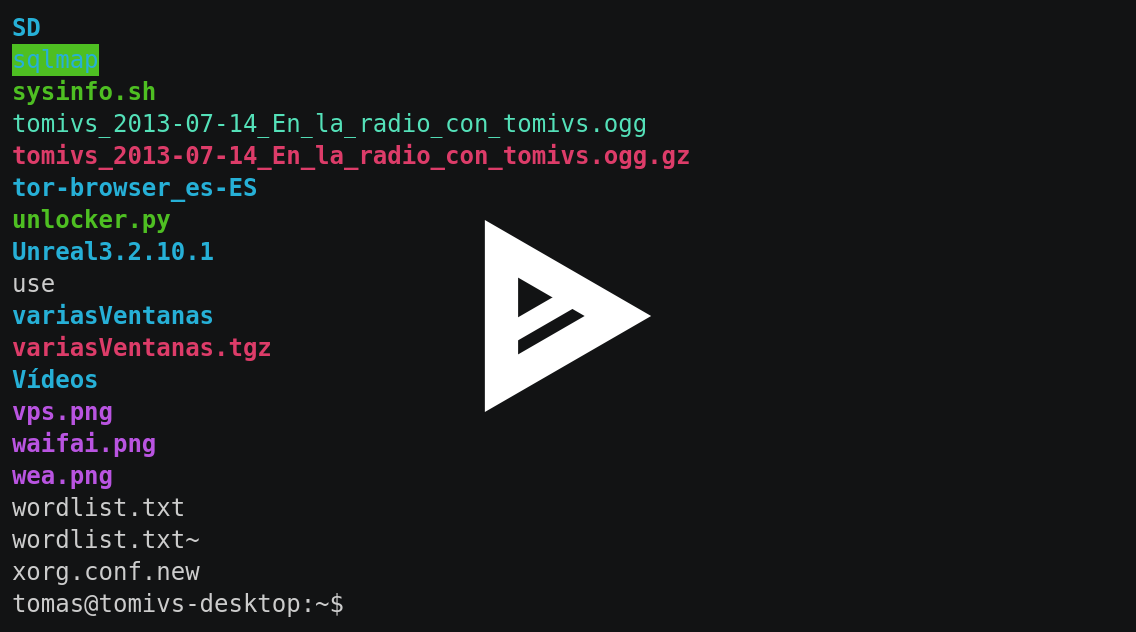 SD
sqlmap
sysinfo.sh
tomivs_2013-07-14_En_la_radio_con_tomivs.ogg
tomivs_2013-07-14_En_la_radio_con_tomivs.ogg.gz
tor-browser_es-ES
unlocker.py
Unreal3.2.10.1
use
variasVentanas
variasVentanas.tgz
Vídeos
vps.png
waifai.png
wea.png
wordlist.txt
wordlist.txt~
xorg.conf.new
tomas@tomivs-desktop:~$